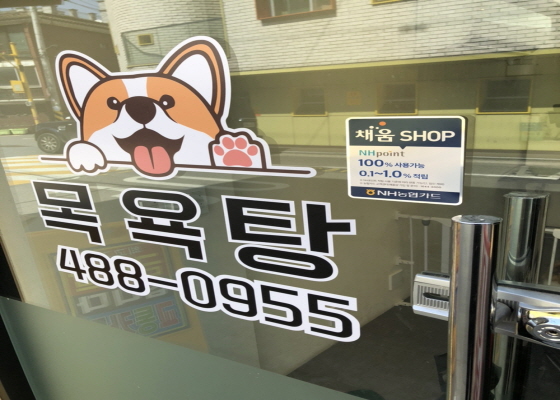 목욕탕
488-0955
채움 SHOP
NHpoint
100% 사용가능
0.1~1.0% 적립
NH농협카드